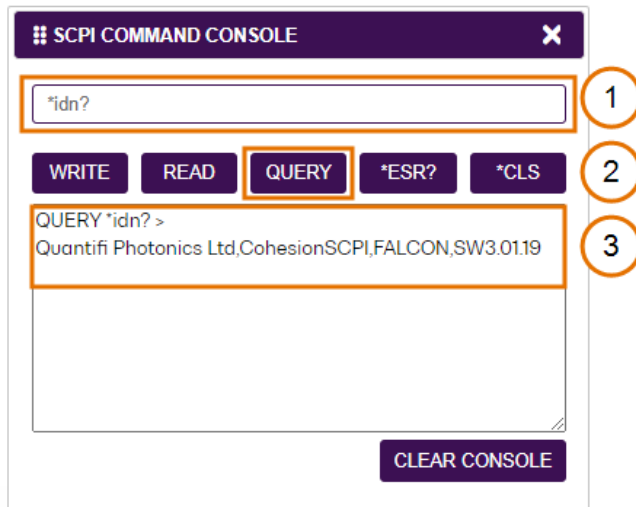 SCPI COMMAND CONSOLE
*idn?
1
WRITE READ QUERY *ESR? *CLS
2
QUERY *idn? >
Quantifi Photonics Ltd,CohesionSCPI,FALCON,SW3.01.19
3
CLEAR CONSOLE